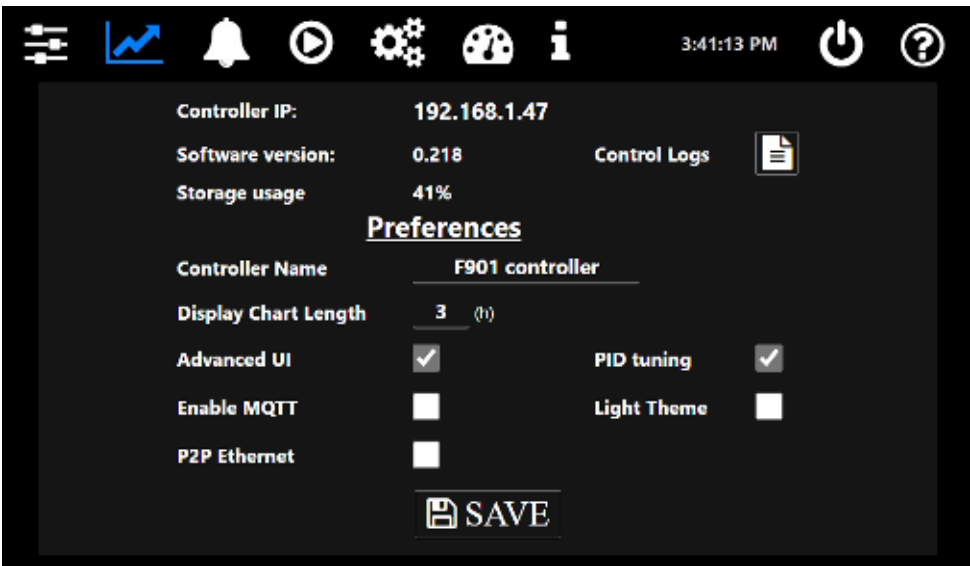 3:41:13 PM
Controller IP: 192.168.1.47
Software version: 0.218 Control Logs
Storage usage 41%
Preferences
Controller Name F901 controller
Display Chart Length 3 (h)
Advanced UI PID tuning
Enable MQTT Light Theme
P2P Ethernet
SAVE